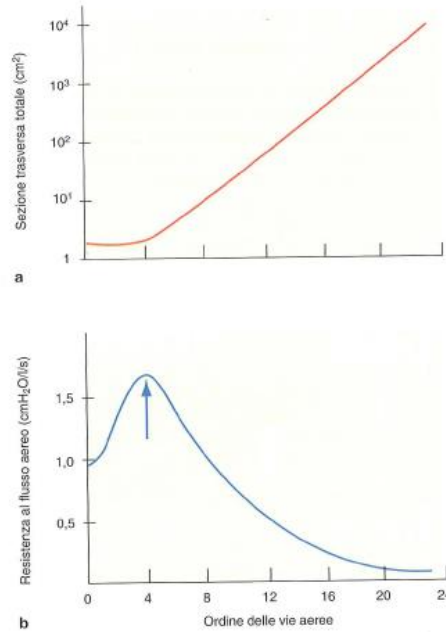 Sezione trasversa totale (cm²)
10⁴
10³
10²
10¹
1
a
Resistenza al flusso aereo (cmH₂O/l/s)
1,5
1,0
0,5
0 4 8 12 16 20 24
Ordine delle vie aeree
b